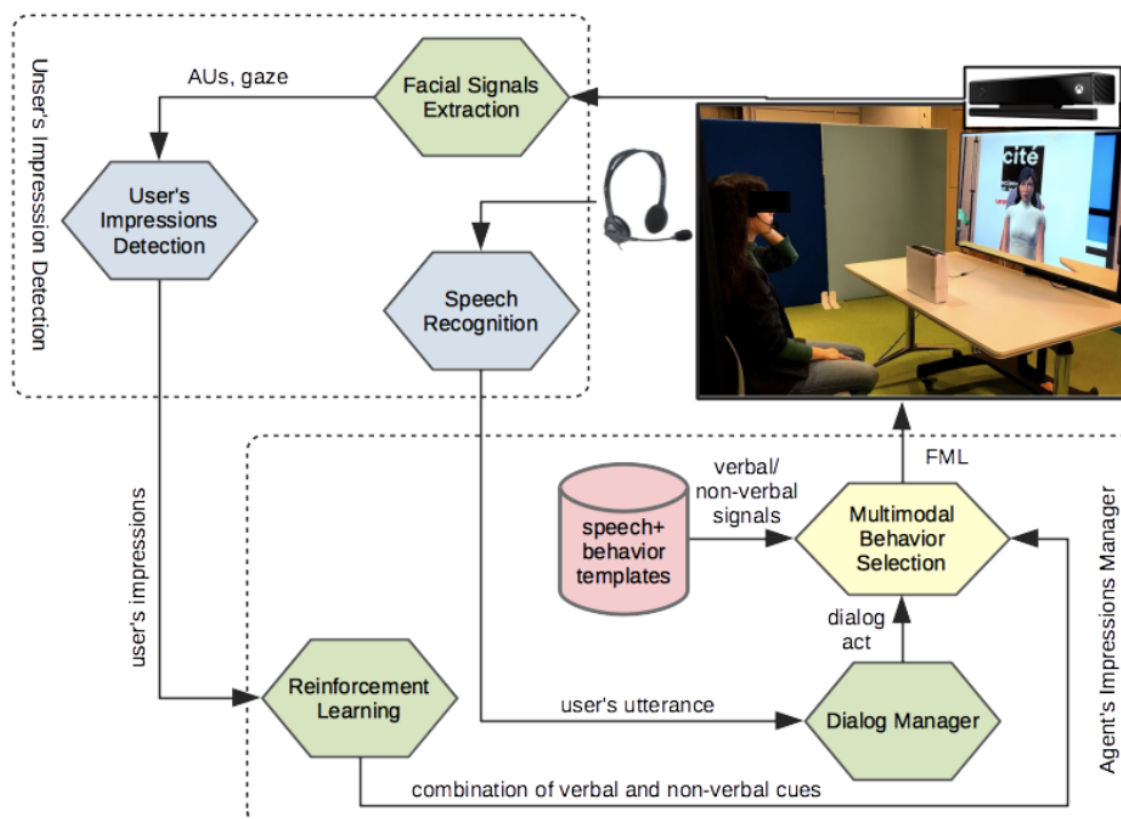 AUs, gaze
Facial Signals
Extraction
Unser's Impresssion Detection
User's
Impressions
Detection
Speech
Recognition
cité
user's impressions
verbal/
non-verbal
signals
FML
speech+
behavior
templates
Multimodal
Behavior
Selection
dialog
act
Agent's Impressions Manager
Reinforcement
Learning
user's utterance
Dialog Manager
combination of verbal and non-verbal cues